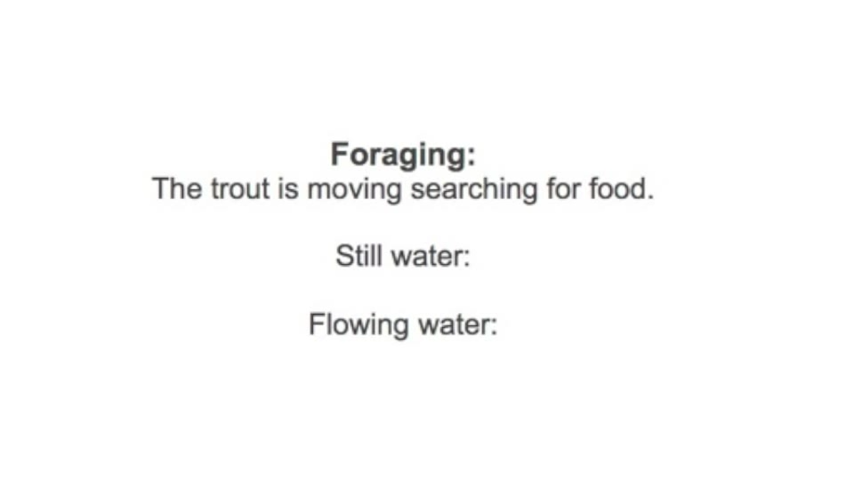 Foraging:
The trout is moving searching for food.
Still water:
Flowing water: